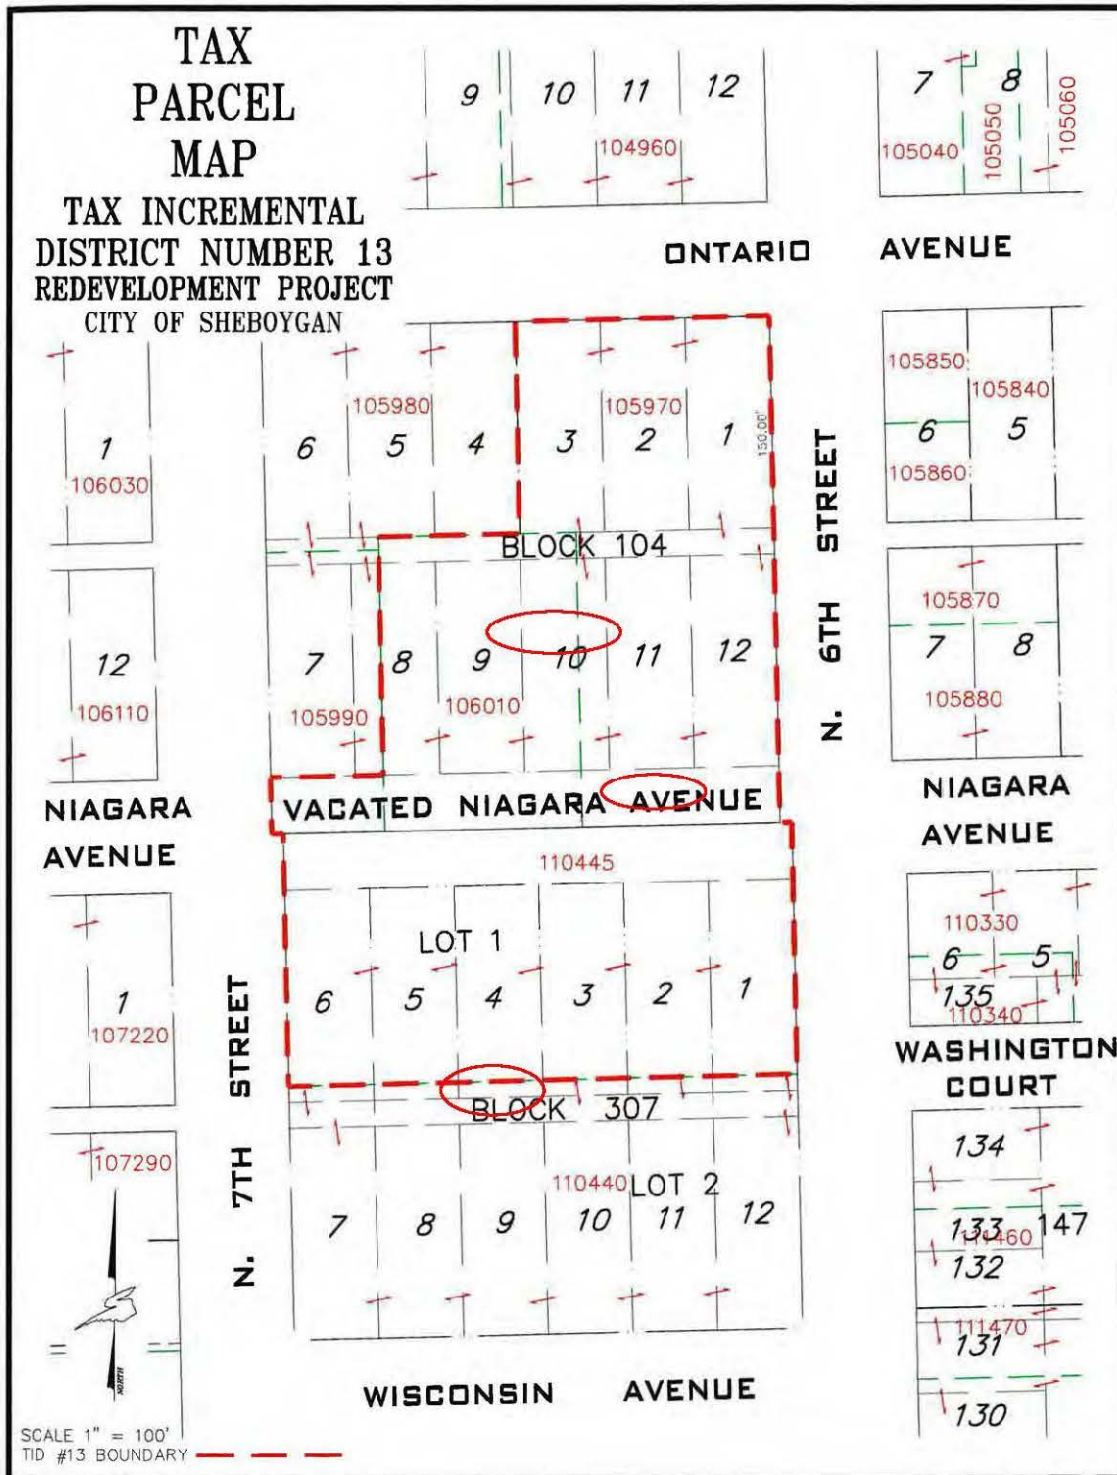 TAX
PARCEL
MAP
TAX INCREMENTAL
DISTRICT NUMBER 13
REDEVELOPMENT PROJECT
CITY OF SHEBOYGAN
9 10 11 12
104960
7 8
105040
105050
105060
ONTARIO AVENUE
1
106030
6 5 4 3 2 1
105980
105970
150.00'
105850
105840
6 5
105860
BLOCK 104
N. 6TH STREET
12
106110
7 8 9 10 11 12
105990
106010
105870
7 8
105880
NIAGARA
AVENUE
VACATED NIAGARA AVENUE
NIAGARA
AVENUE
110445
LOT 1
6 5 4 3 2 1
1
107220
N. 7TH STREET
110330
6 5
135
110340
WASHINGTON
COURT
BLOCK 307
107290
110440 LOT 2
7 8 9 10 11 12
134
133 147
111460
132
111470
131
130
NORTH
WISCONSIN AVENUE
SCALE 1" = 100'
TID #13 BOUNDARY